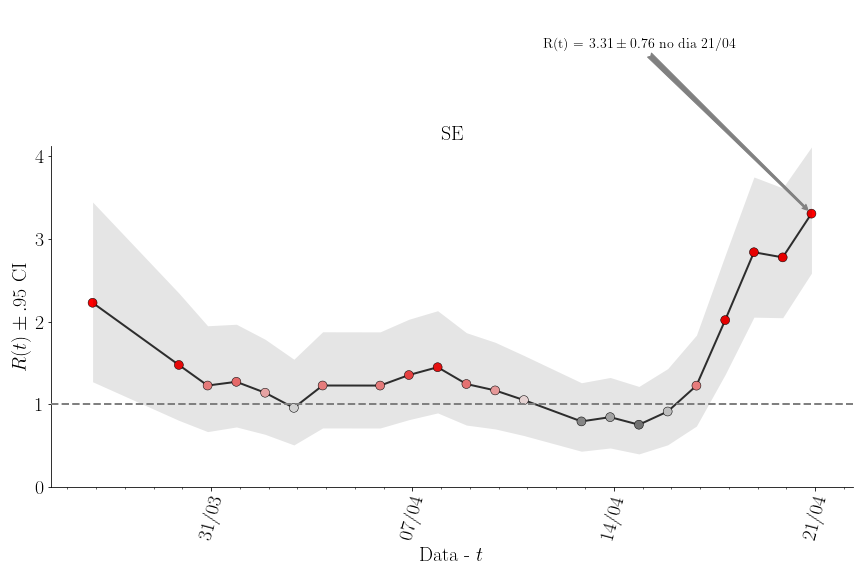 R(t) = 3.31 ± 0.76 no dia 21/04
SE
4
3
2
1
0
R(t) ± .95 CI
31/03
07/04
14/04
21/04
Data - t